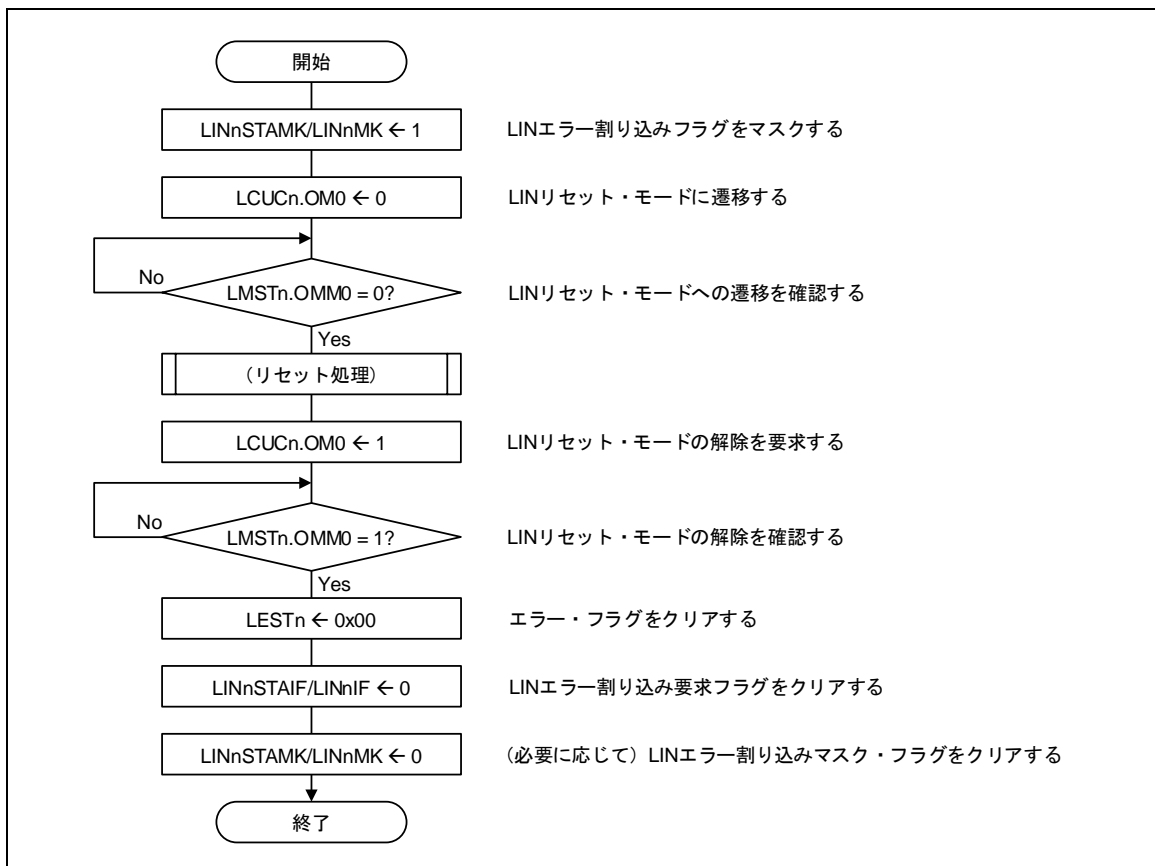 開始
LINnSTAMK/LINnMK ← 1 LINエラー割り込みフラグをマスクする
LCUCn.OM0 ← 0 LINリセット・モードに遷移する
No
LMSTn.OMM0 = 0? LINリセット・モードへの遷移を確認する
Yes
(リセット処理)
LCUCn.OM0 ← 1 LINリセット・モードの解除を要求する
No
LMSTn.OMM0 = 1? LINリセット・モードの解除を確認する
Yes
LESTn ← 0x00 エラー・フラグをクリアする
LINnSTAIF/LINnIF ← 0 LINエラー割り込み要求フラグをクリアする
LINnSTAMK/LINnMK ← 0 (必要に応じて) LINエラー割り込みマスク・フラグをクリアする
終了